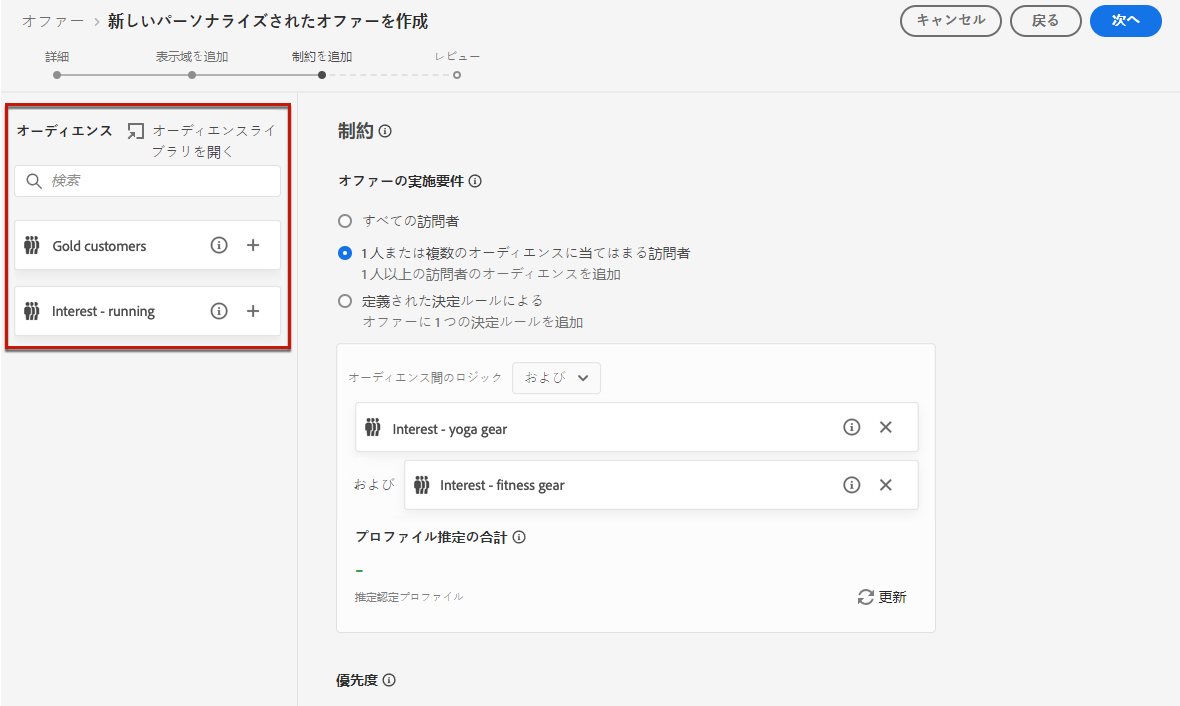 オファー › 新しいパーソナライズされたオファーを作成
キャンセル
戻る
次へ
詳細
表示域を追加
制約を追加
レビュー
オーディエンス
オーディエンスライ
ブラリを開く
検索
Gold customers
Interest - running
制約
オファーの実施要件
すべての訪問者
1人または複数のオーディエンスに当てはまる訪問者
1人以上の訪問者のオーディエンスを追加
定義された決定ルールによる
オファーに1つの決定ルールを追加
オーディエンス間のロジック
および
Interest - yoga gear
および
Interest - fitness gear
プロファイル推定の合計
–
推定認定プロファイル
更新
優先度